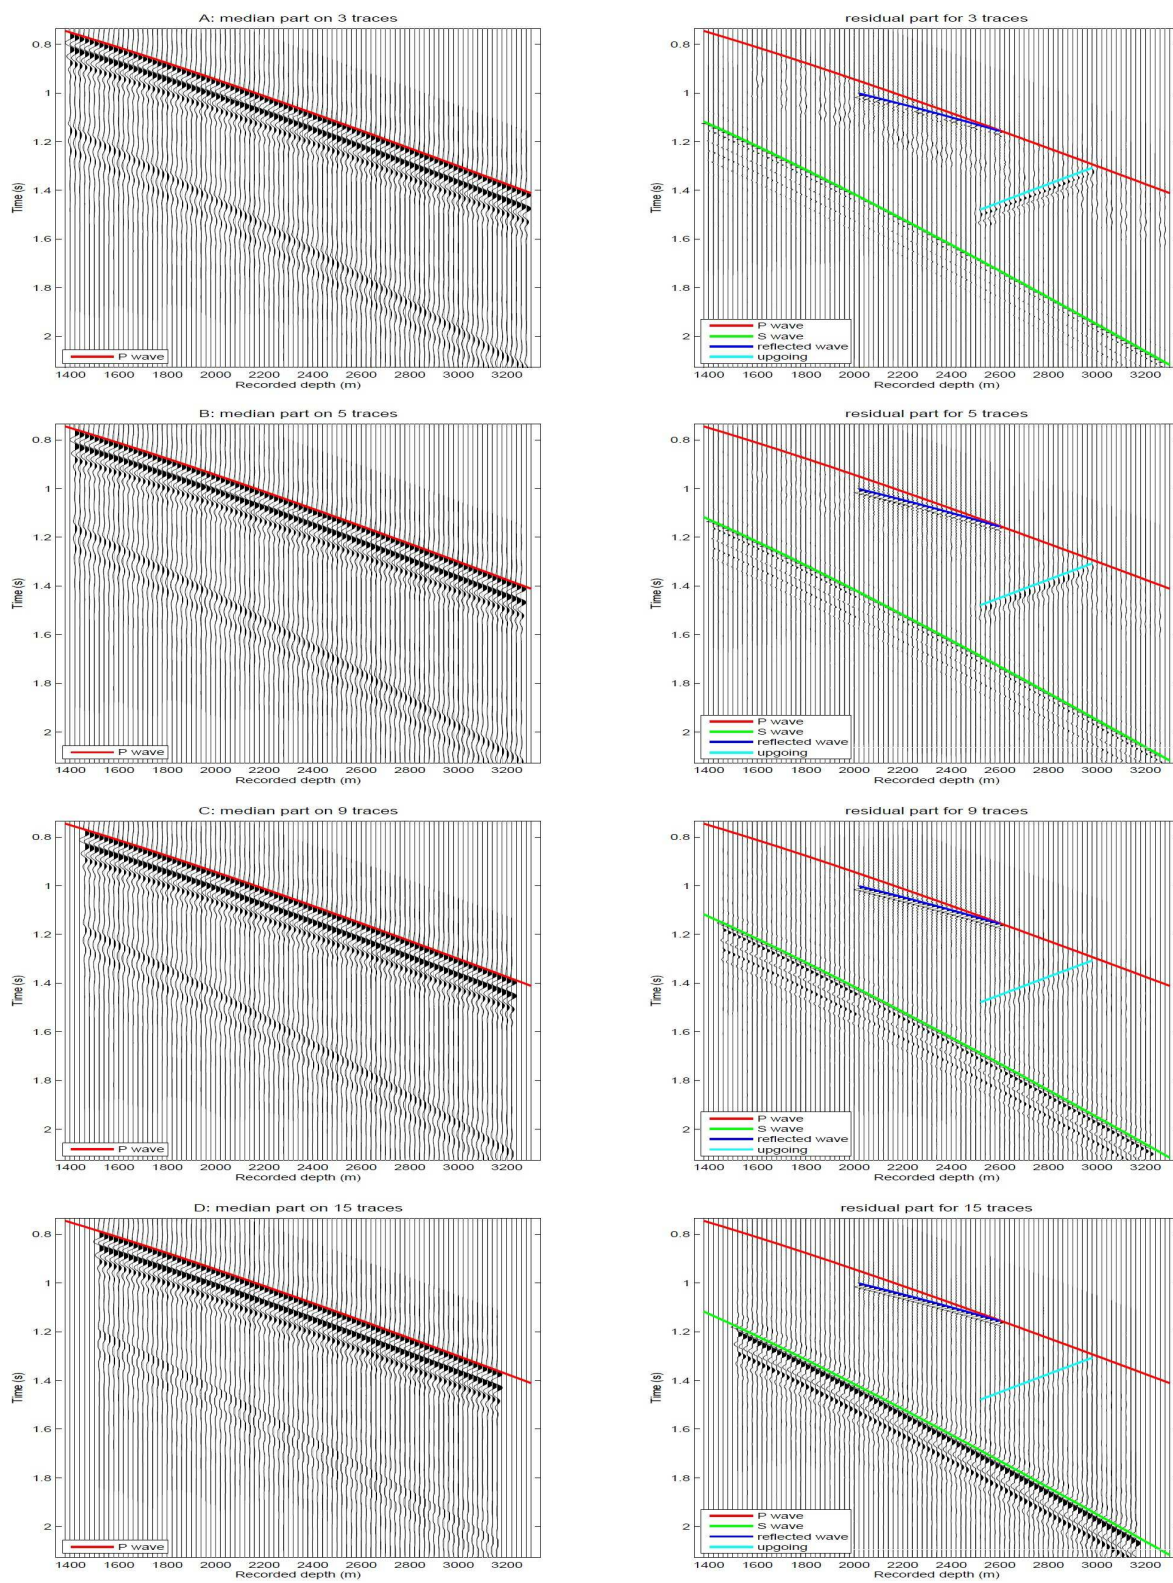 A: median part on 3 traces
residual part for 3 traces
0.8
1
1.2
1.4
1.6
1.8
2
Time (s)
P wave
1400 1600 1800 2000 2200 2400 2600 2800 3000 3200
Recorded depth (m)
0.8
1
1.2
1.4
1.6
1.8
2
Time (s)
P wave
S wave
reflected wave
upgoing
1400 1600 1800 2000 2200 2400 2600 2800 3000 3200
Recorded depth (m)
B: median part on 5 traces
residual part for 5 traces
0.8
1
1.2
1.4
1.6
1.8
2
Time (s)
P wave
1400 1600 1800 2000 2200 2400 2600 2800 3000 3200
Recorded depth (m)
0.8
1
1.2
1.4
1.6
1.8
2
Time (s)
P wave
S wave
reflected wave
upgoing
1400 1600 1800 2000 2200 2400 2600 2800 3000 3200
Recorded depth (m)
C: median part on 9 traces
residual part for 9 traces
0.8
1
1.2
1.4
1.6
1.8
2
Time (s)
P wave
1400 1600 1800 2000 2200 2400 2600 2800 3000 3200
Recorded depth (m)
0.8
1
1.2
1.4
1.6
1.8
2
Time (s)
P wave
S wave
reflected wave
upgoing
1400 1600 1800 2000 2200 2400 2600 2800 3000 3200
Recorded depth (m)
D: median part on 15 traces
residual part for 15 traces
0.8
1
1.2
1.4
1.6
1.8
2
Time (s)
P wave
1400 1600 1800 2000 2200 2400 2600 2800 3000 3200
Recorded depth (m)
0.8
1
1.2
1.4
1.6
1.8
2
Time (s)
P wave
S wave
reflected wave
upgoing
1400 1600 1800 2000 2200 2400 2600 2800 3000 3200
Recorded depth (m)